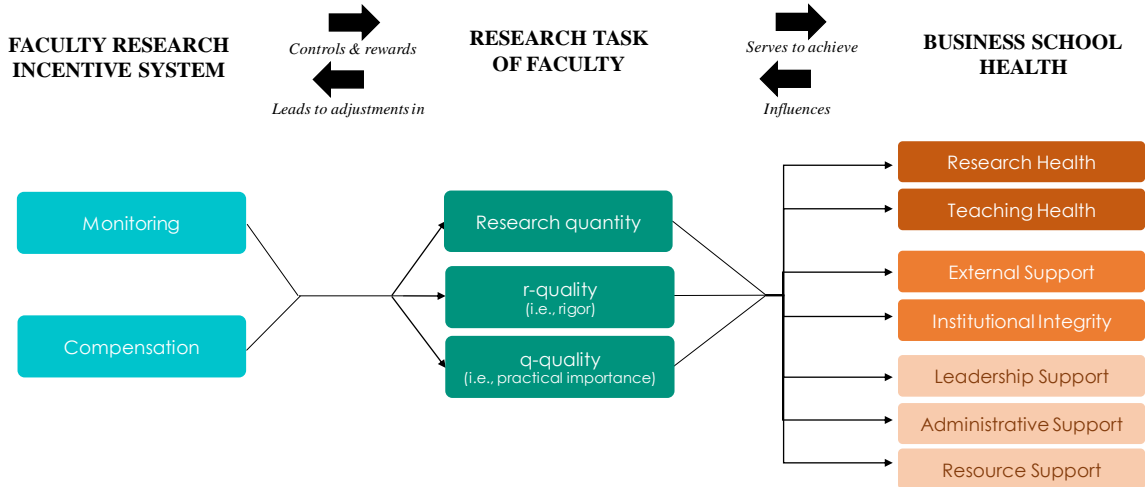 FACULTY RESEARCH
INCENTIVE SYSTEM
Controls & rewards
Leads to adjustments in
RESEARCH TASK
OF FACULTY
Serves to achieve
Influences
BUSINESS SCHOOL
HEALTH
Monitoring
Compensation
Research quantity
r-quality
(i.e., rigor)
q-quality
(i.e., practical importance)
Research Health
Teaching Health
External Support
Institutional Integrity
Leadership Support
Administrative Support
Resource Support